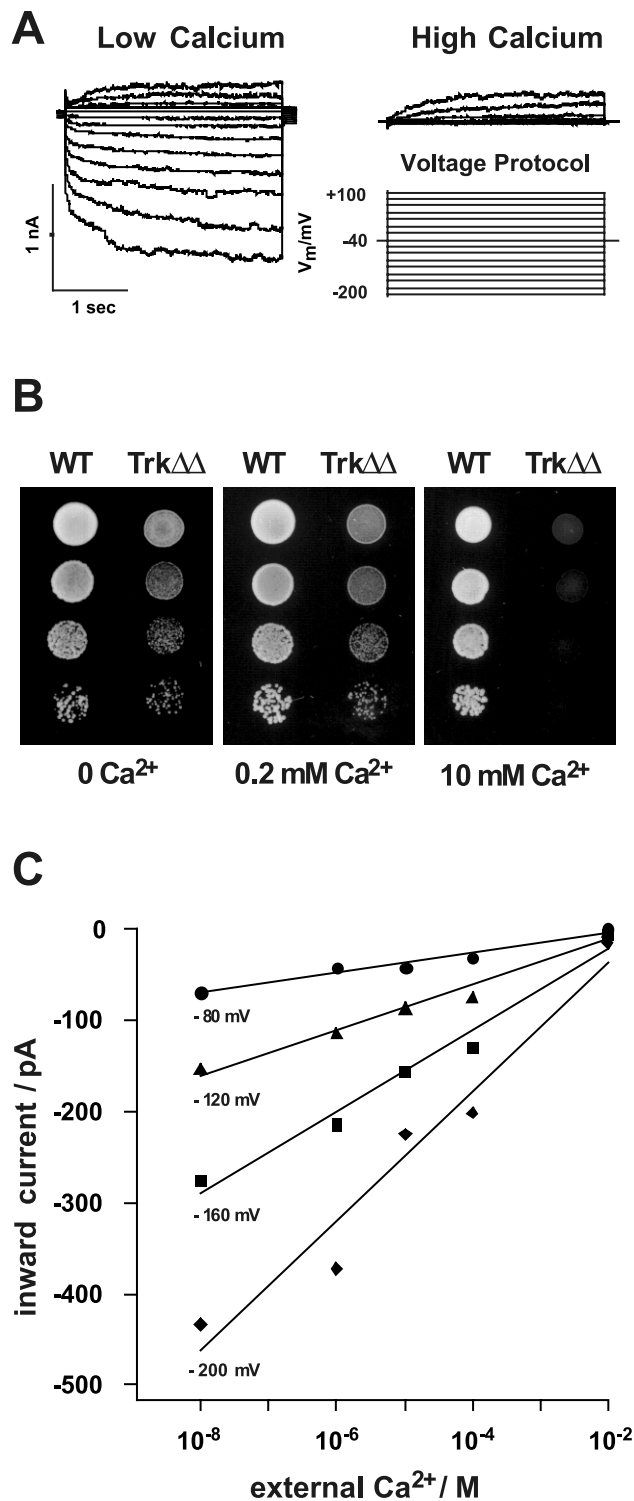 A
Low Calcium
High Calcium
1 nA
1 sec
Voltage Protocol
Vm/mV
+100
-40
-200
B
WT TrkΔΔ WT TrkΔΔ WT TrkΔΔ
0 Ca2+ 0.2 mM Ca2+ 10 mM Ca2+
C
inward current / pA
0
-100
-200
-300
-400
-500
- 80 mV
- 120 mV
- 160 mV
- 200 mV
10-8 10-6 10-4 10-2
external Ca2+/ M